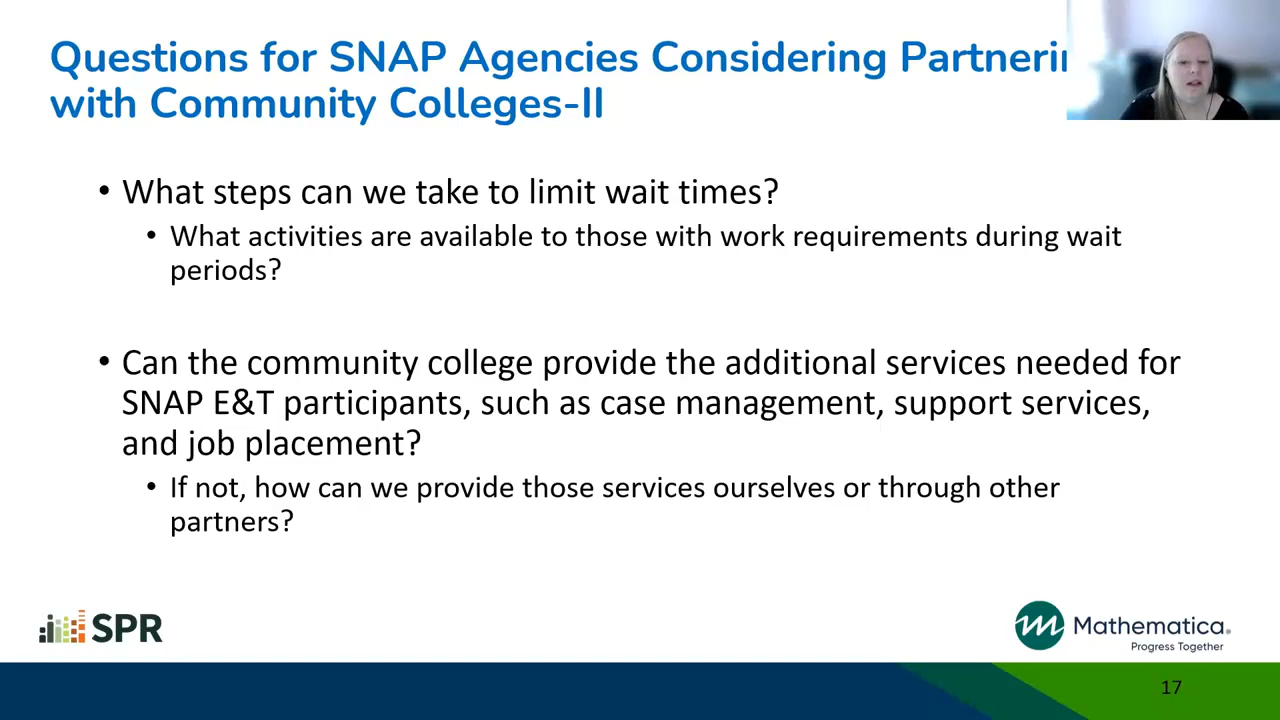 Questions for SNAP Agencies Considering Partnerin
with Community Colleges-II
• What steps can we take to limit wait times?
• What activities are available to those with work requirements during wait
periods?
• Can the community college provide the additional services needed for
SNAP E&T participants, such as case management, support services,
and job placement?
• If not, how can we provide those services ourselves or through other
partners?
SPR
Mathematica®
Progress Together
17